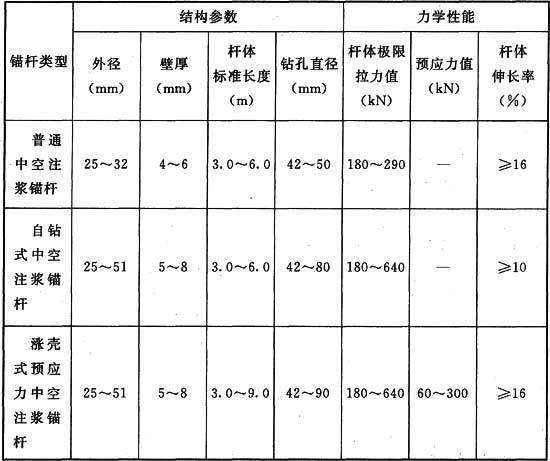 锚杆类型
结构参数
力学性能
外径
(mm)
壁厚
(mm)
杆体
标准长度
(m)
钻孔直径
(mm)
杆体极限
拉力值
(kN)
预应力值
(kN)
杆体
伸长率
(%)
普通
中空注
浆锚杆
25～32
4～6
3.0～6.0
42～50
180～290
—
≥16
自钻
式中空
注浆锚
杆
25～51
5～8
3.0～6.0
42～80
180～640
—
≥10
涨壳
式预应
力中空
注浆锚
杆
25～51
5～8
3.0～9.0
42～90
180～640
60～300
≥16